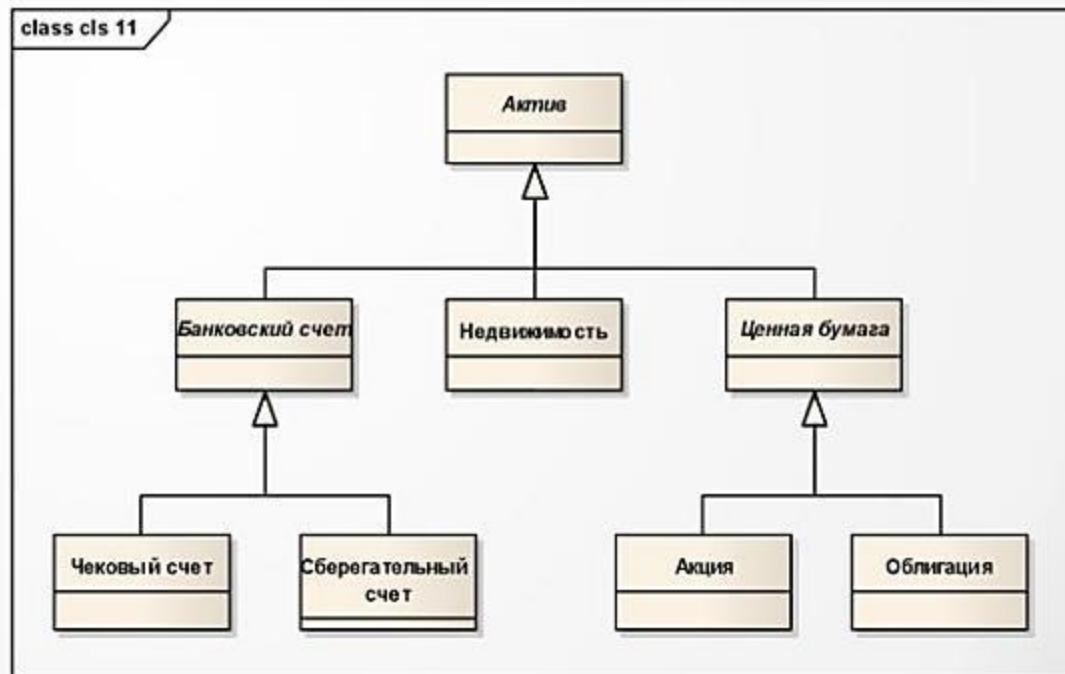 class cls 11
Актив
Банковский счет
Недвижимость
Ценная бумага
Чековый счет
Сберегательный
счет
Акция
Облигация